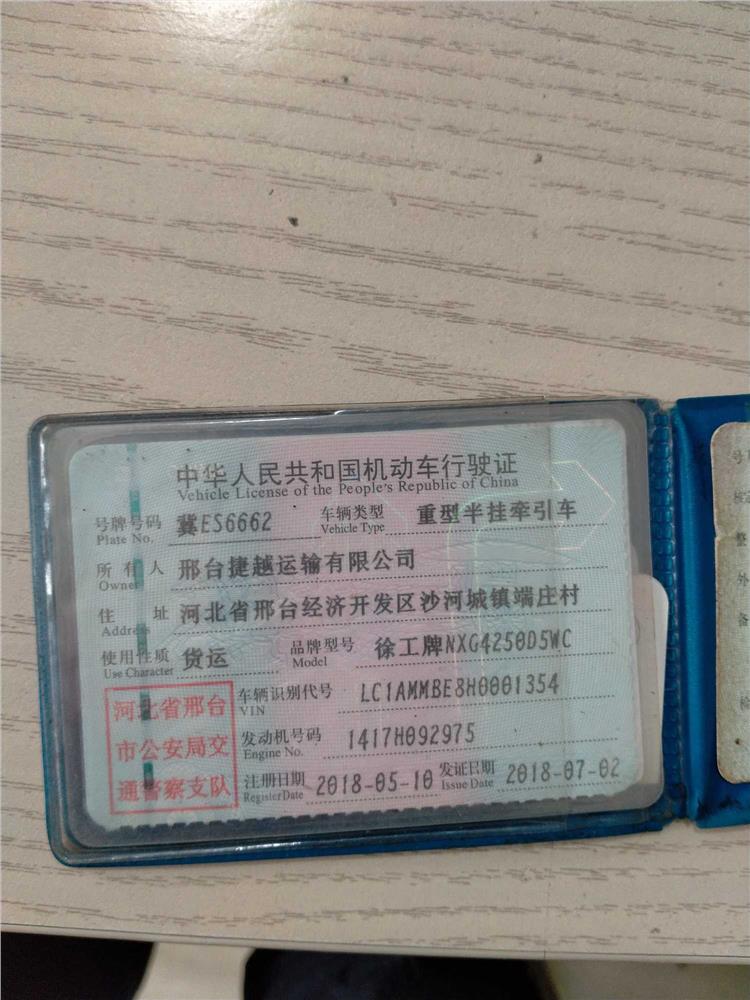 中华人民共和国机动车行驶证
Vehicle License of the People's Republic of China
号牌号码 冀ES6662 车辆类型 重型半挂牵引车
Plate No. Vehicle Type
所有人 邢台捷越运输有限公司
Owner
住址 河北省邢台经济开发区沙河城镇端庄村
Address
使用性质 货运 品牌型号 徐工牌NXG4250D5WC
Use Character Model
河北省邢台
市公安局交
通警察支队
车辆识别代号 LC1AMMBE8H0001354
VIN
发动机号码 1417H092975
Engine No.
注册日期 2018-05-10 发证日期 2018-07-02
Register Date Issue Date